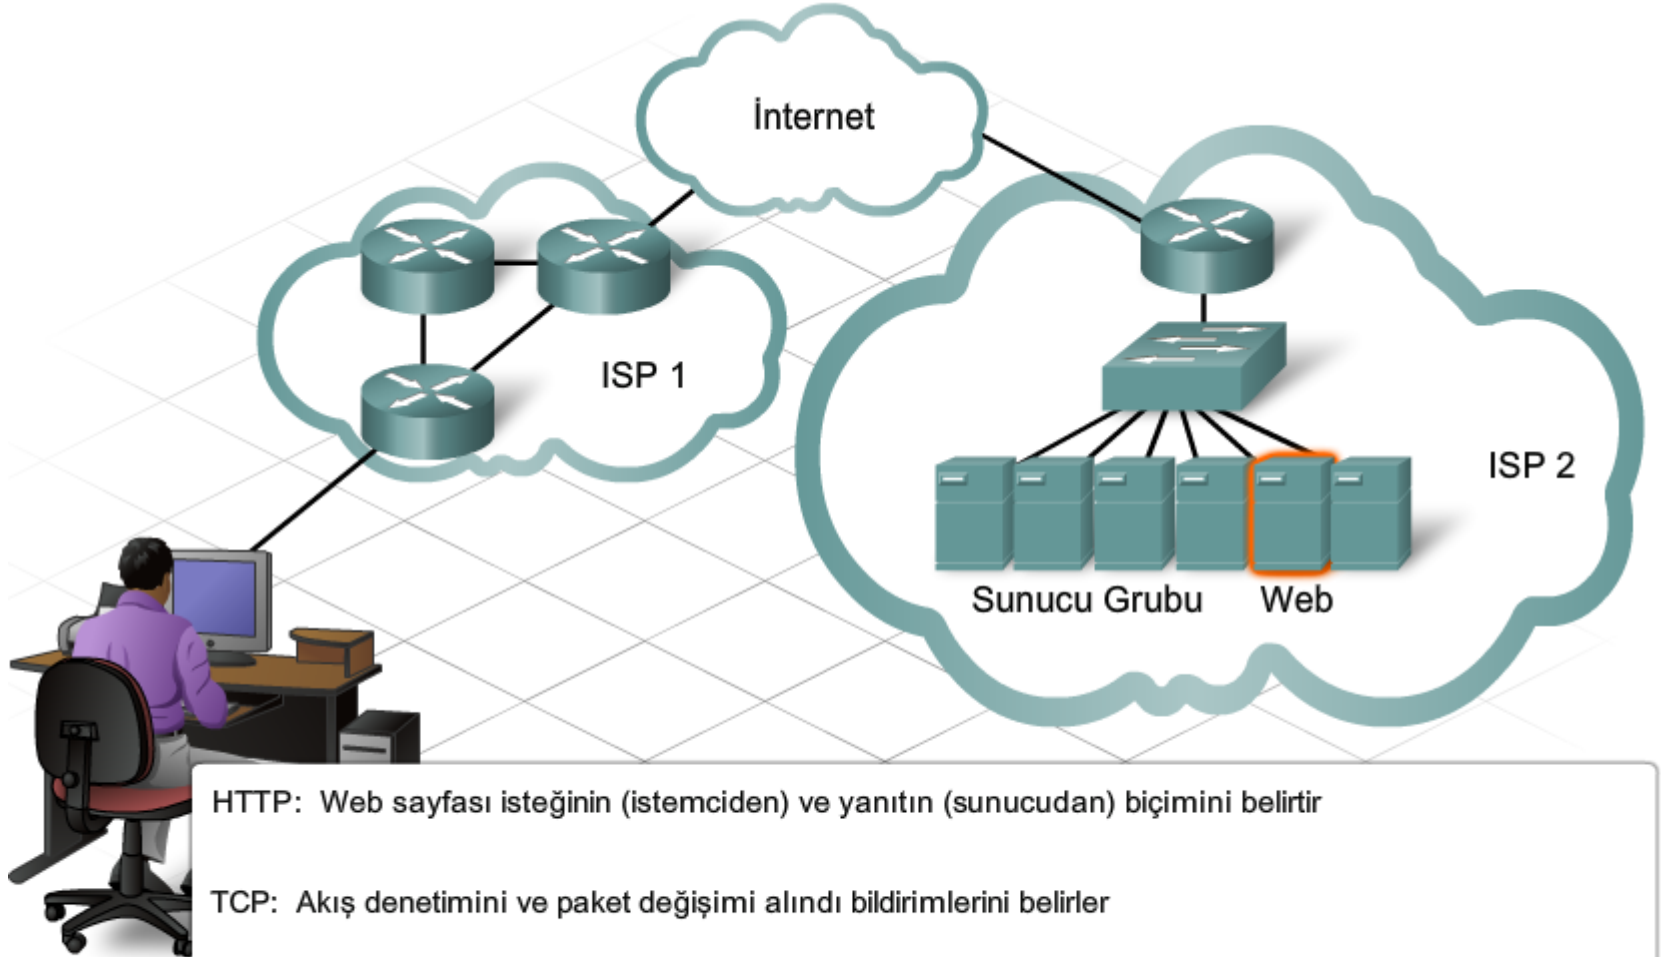 İnternet
ISP 1
ISP 2
Sunucu Grubu
Web
HTTP: Web sayfası isteğinin (istemciden) ve yanıtın (sunucudan) biçimini belirtir
TCP: Akış denetimini ve paket değişimi alındı bildirimlerini belirler